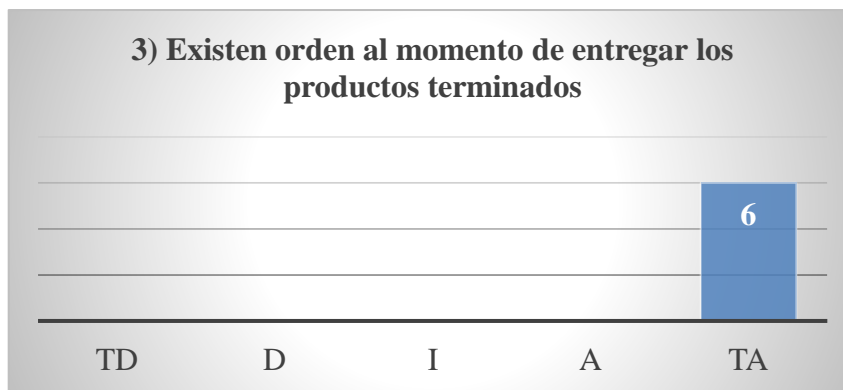 3) Existen orden al momento de entregar los
productos terminados
6
TD D I A TA